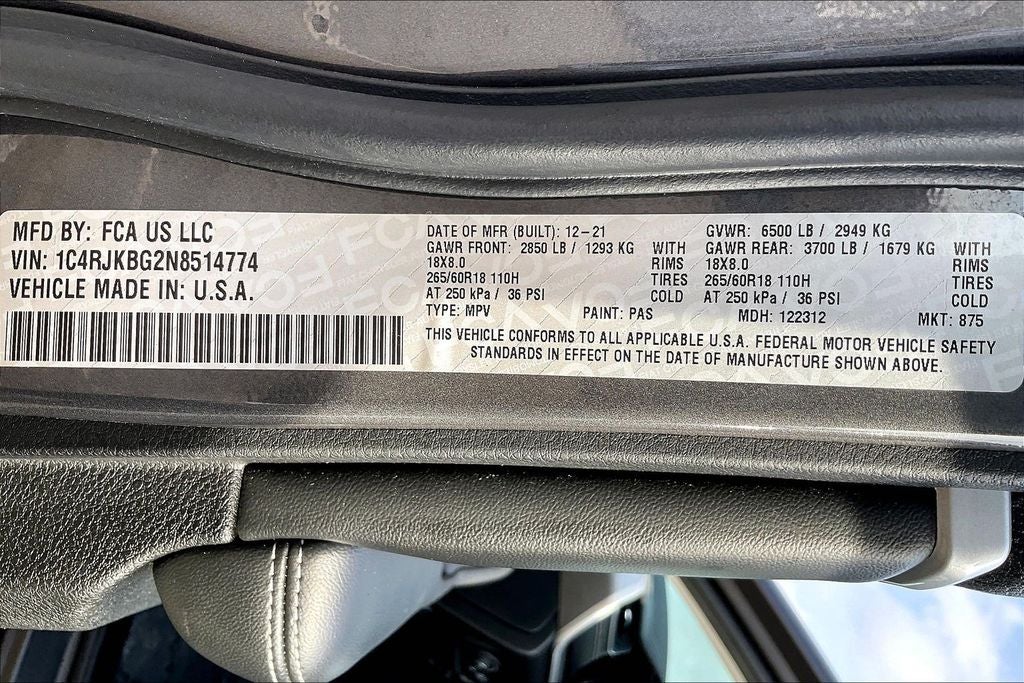 MFD BY: FCA US LLC
VIN: 1C4RJKBG2N8514774
VEHICLE MADE IN: U.S.A.
DATE OF MFR (BUILT): 12-21 GVWR: 6500 LB / 2949 KG
GAWR FRONT: 2850 LB / 1293 KG WITH GAWR REAR: 3700 LB / 1679 KG WITH
18X8.0 RIMS 18X8.0 RIMS
265/60R18 110H TIRES 265/60R18 110H TIRES
AT 250 kPa / 36 PSI COLD AT 250 kPa / 36 PSI COLD
TYPE: MPV PAINT: PAS MDH: 122312 MKT: 875
THIS VEHICLE CONFORMS TO ALL APPLICABLE U.S.A. FEDERAL MOTOR VEHICLE SAFETY
STANDARDS IN EFFECT ON THE DATE OF MANUFACTURE SHOWN ABOVE.